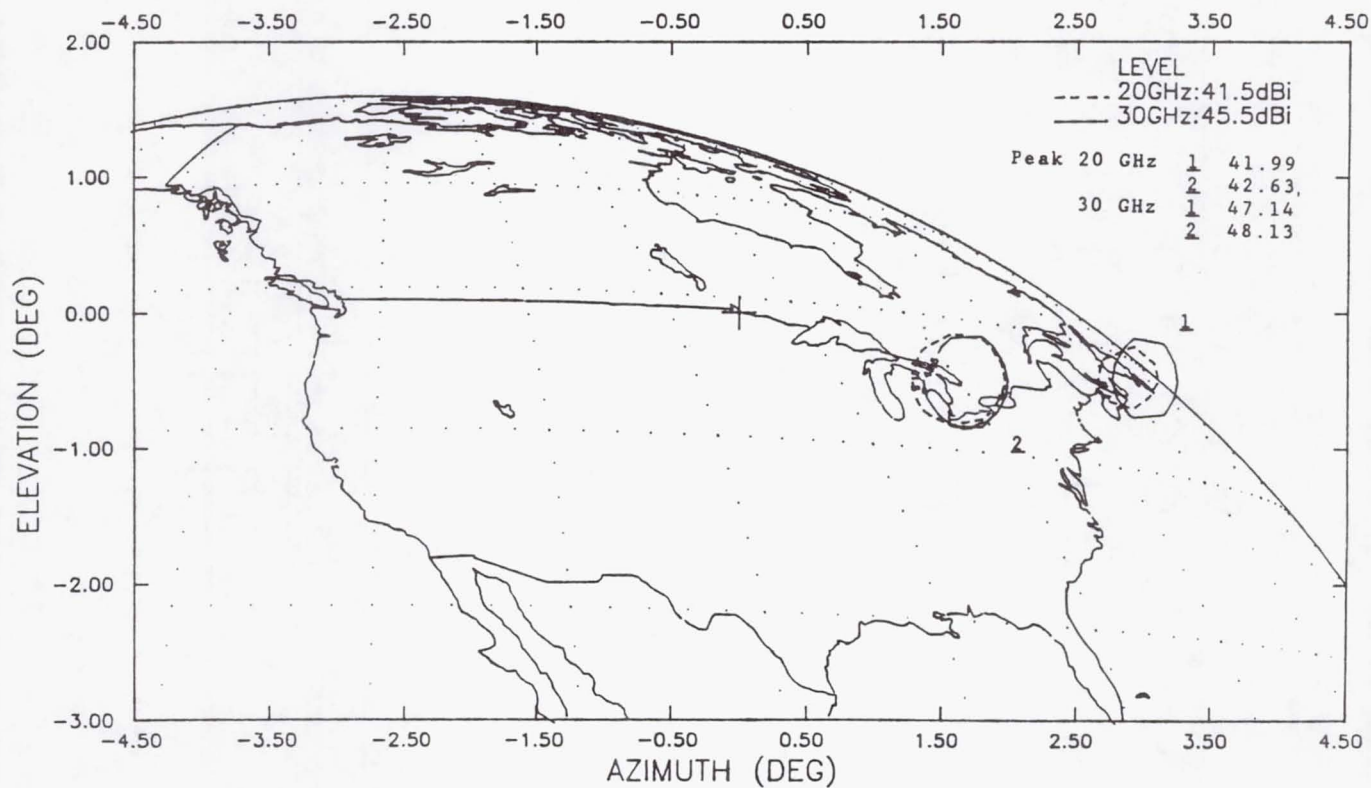 -4.50 -3.50 -2.50 -1.50 -0.50 0.50 1.50 2.50 3.50 4.50
2.00
LEVEL
20GHz:41.5dBi
30GHz:45.5dBi
Peak 20 GHz 1 41.99
2 42.63
30 GHz 1 47.14
2 48.13
1.00
0.00
1
-1.00
2
-2.00
-3.00
ELEVATION (DEG)
-4.50 -3.50 -2.50 -1.50 -0.50 0.50 1.50 2.50 3.50 4.50
AZIMUTH (DEG)